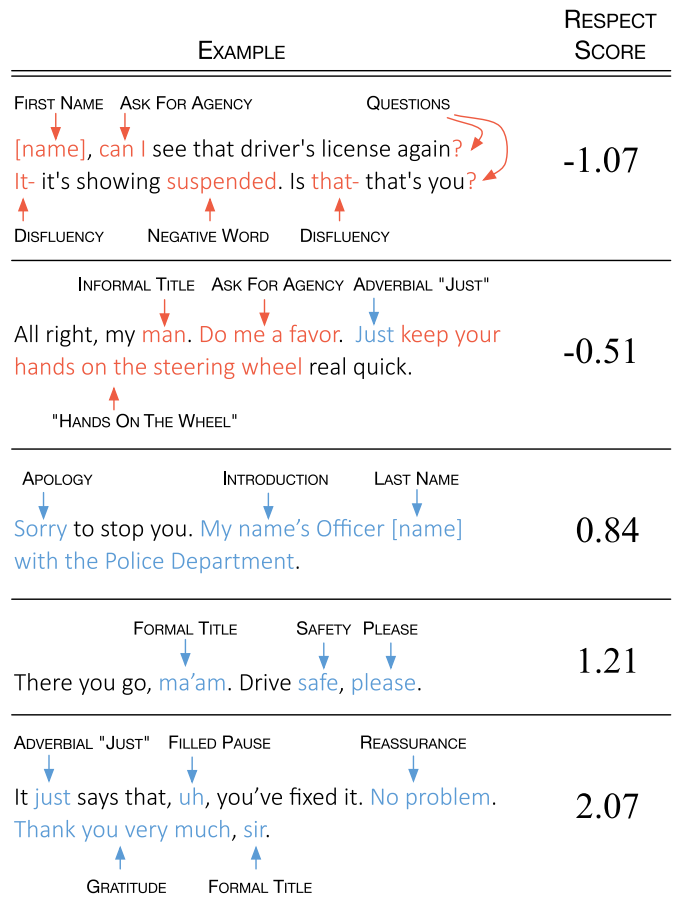 EXAMPLE
RESPECT
SCORE
FIRST NAME ASK FOR AGENCY QUESTIONS
[name], can I see that driver's license again?
It- it's showing suspended. Is that- that's you?
DISFLUENCY NEGATIVE WORD DISFLUENCY
-1.07
INFORMAL TITLE ASK FOR AGENCY ADVERBIAL "JUST"
All right, my man. Do me a favor. Just keep your
hands on the steering wheel real quick.
"HANDS ON THE WHEEL"
-0.51
APOLOGY INTRODUCTION LAST NAME
Sorry to stop you. My name's Officer [name]
with the Police Department.
0.84
FORMAL TITLE SAFETY PLEASE
There you go, ma'am. Drive safe, please.
1.21
ADVERBIAL "JUST" FILLED PAUSE REASSURANCE
It just says that, uh, you've fixed it. No problem.
Thank you very much, sir.
GRATITUDE FORMAL TITLE
2.07